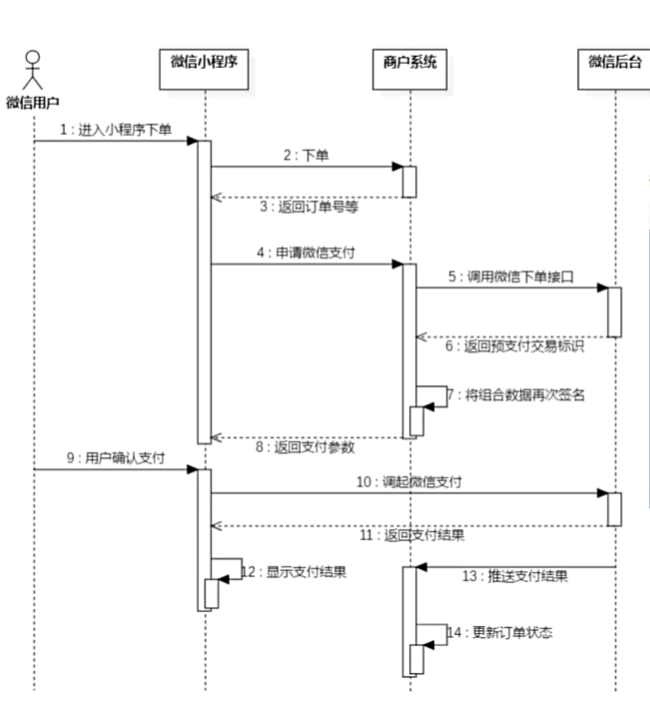 微信小程序
商户系统
微信后台
微信用户
1 : 进入小程序下单
2 : 下单
3 : 返回订单号等
4 : 申请微信支付
5 : 调用微信下单接口
6 : 返回预支付交易标识
7 : 将组合数据再次签名
8 : 返回支付参数
9 : 用户确认支付
10 : 调起微信支付
11 : 返回支付结果
12 : 显示支付结果
13 : 推送支付结果
14 : 更新订单状态